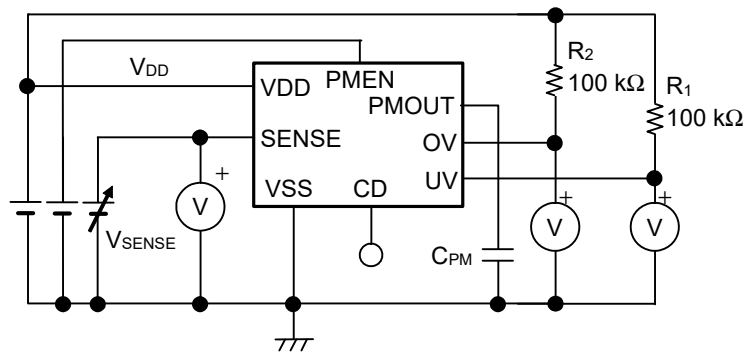 R2
100 kΩ
R1
100 kΩ
VDD
PMEN
VDD
PMOUT
SENSE
OV
UV
VSS
CD
+
V
VSENSE
CPM
+
V
+
V